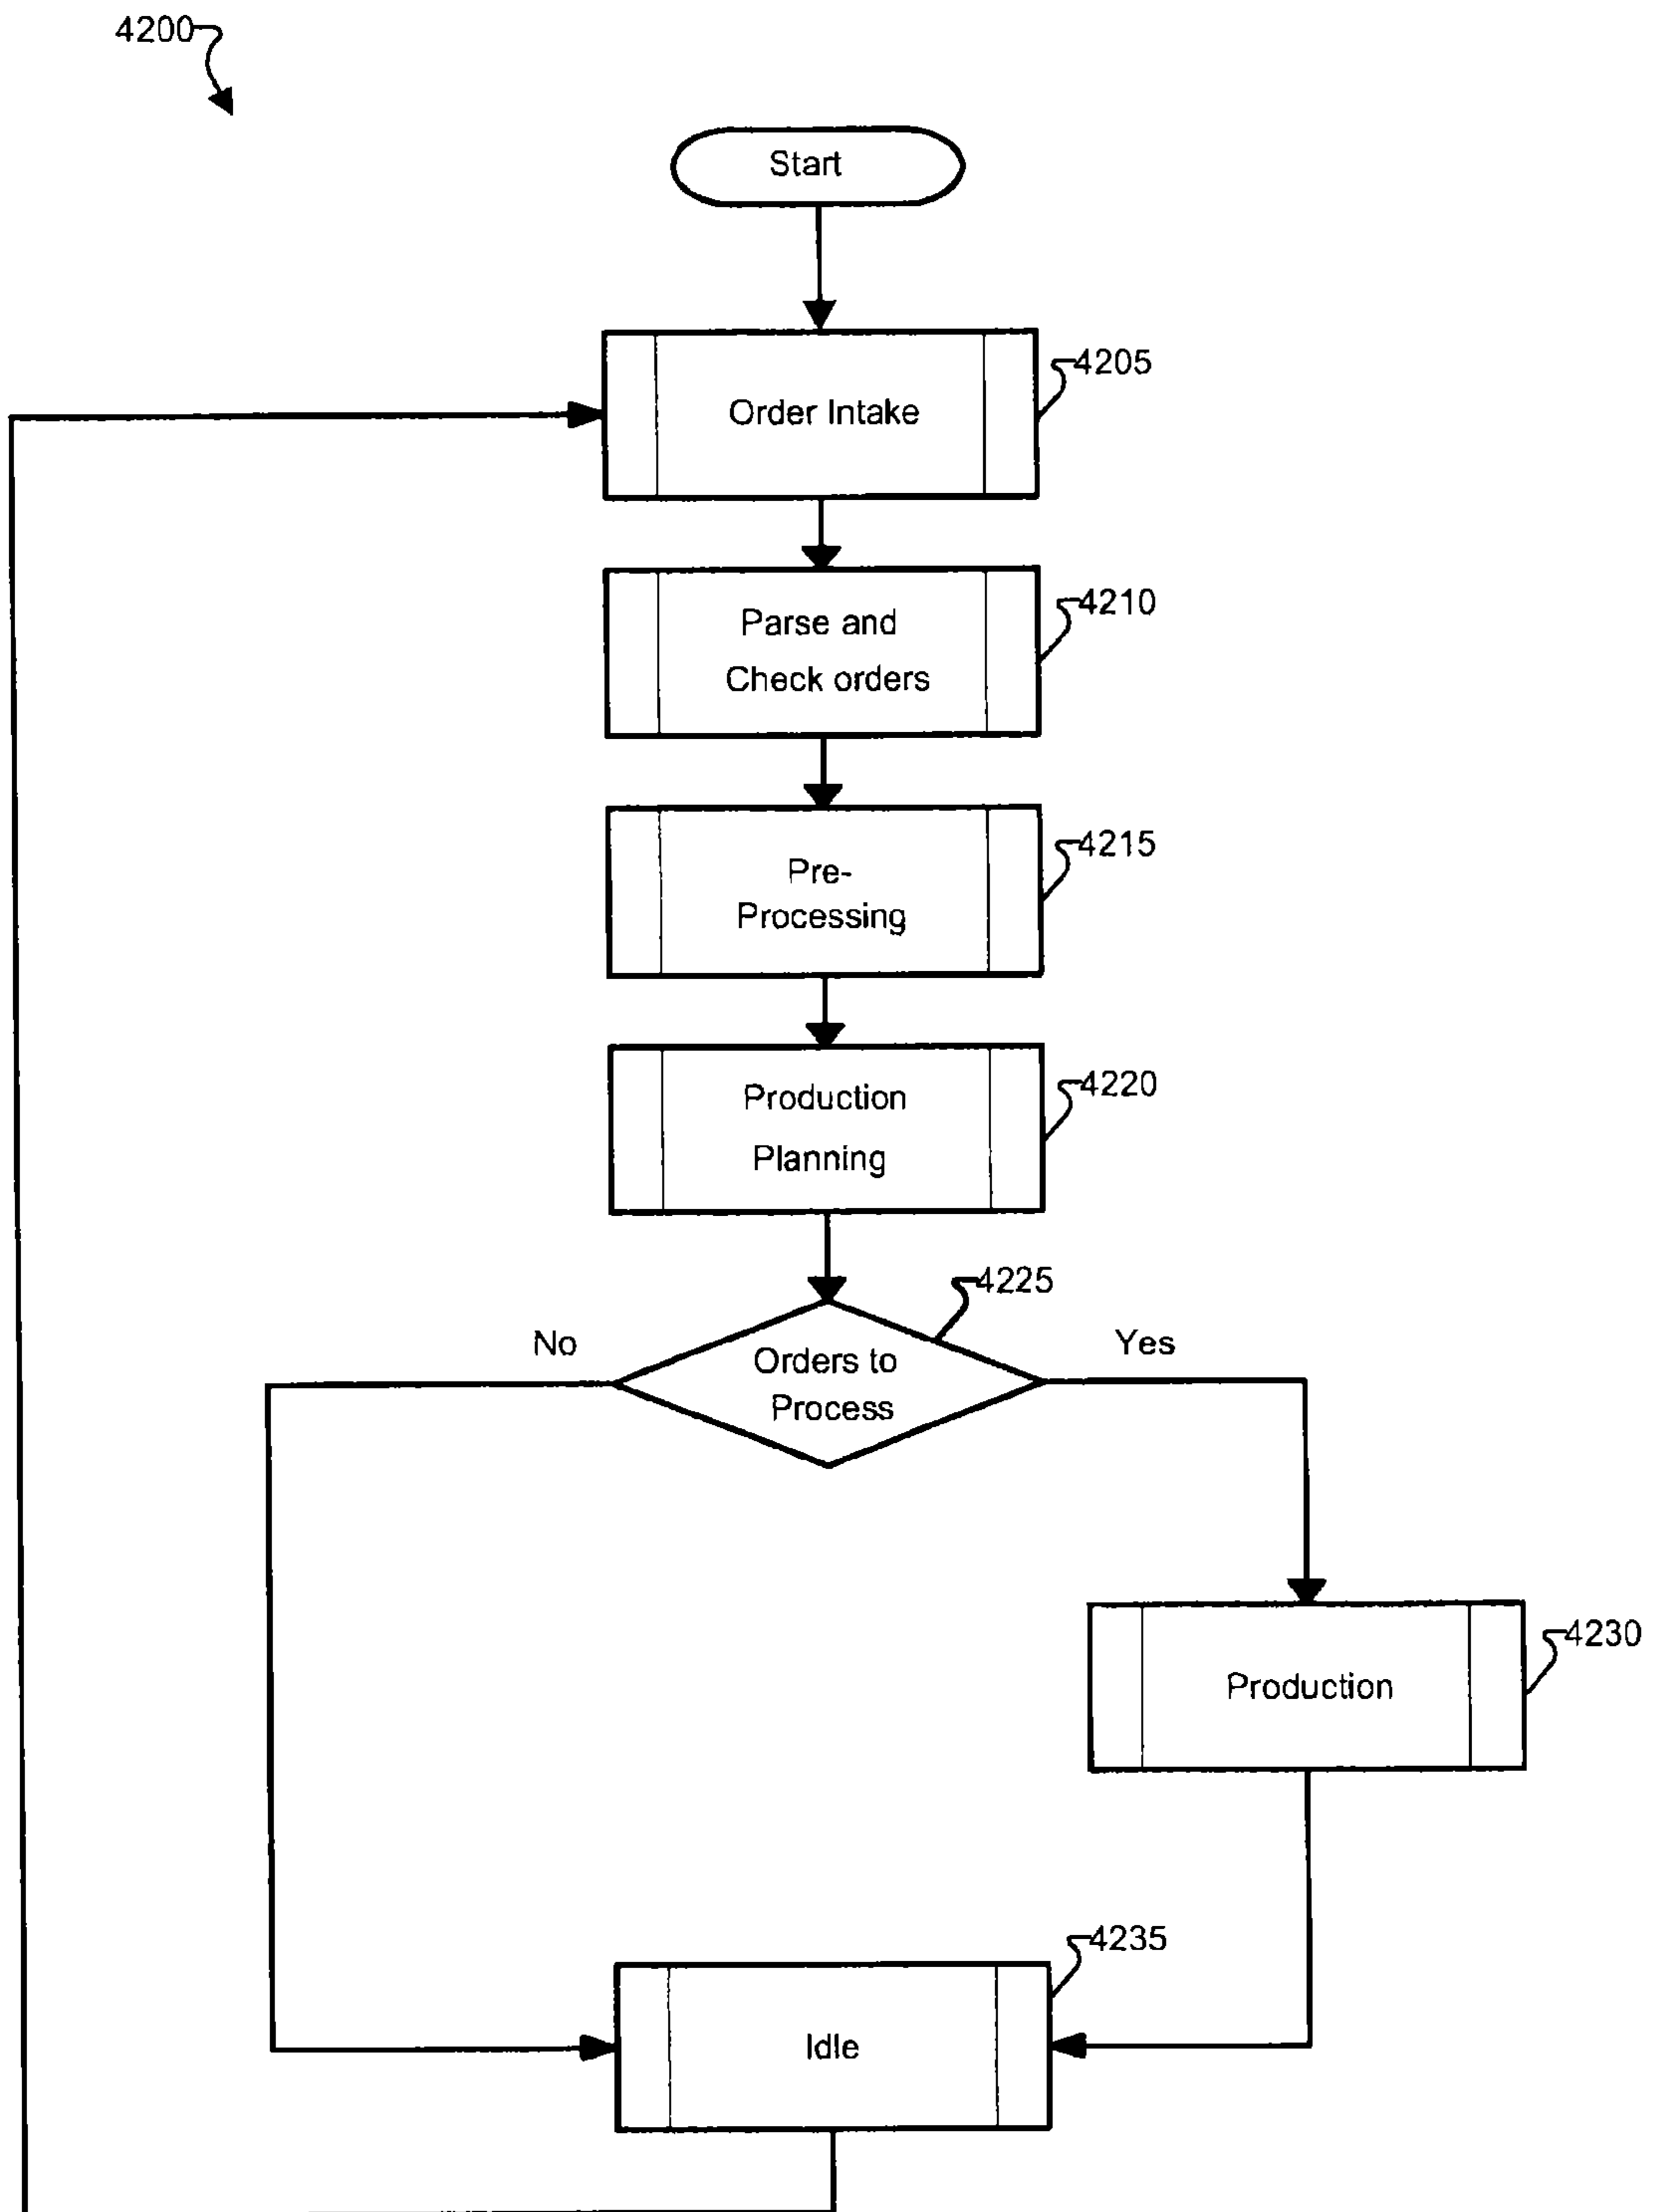 4200
Start
Order Intake
4205
Parse and
Check orders
4210
Pre-
Processing
4215
Production
Planning
4220
4225
No
Orders to
Process
Yes
Production
4230
4235
Idle